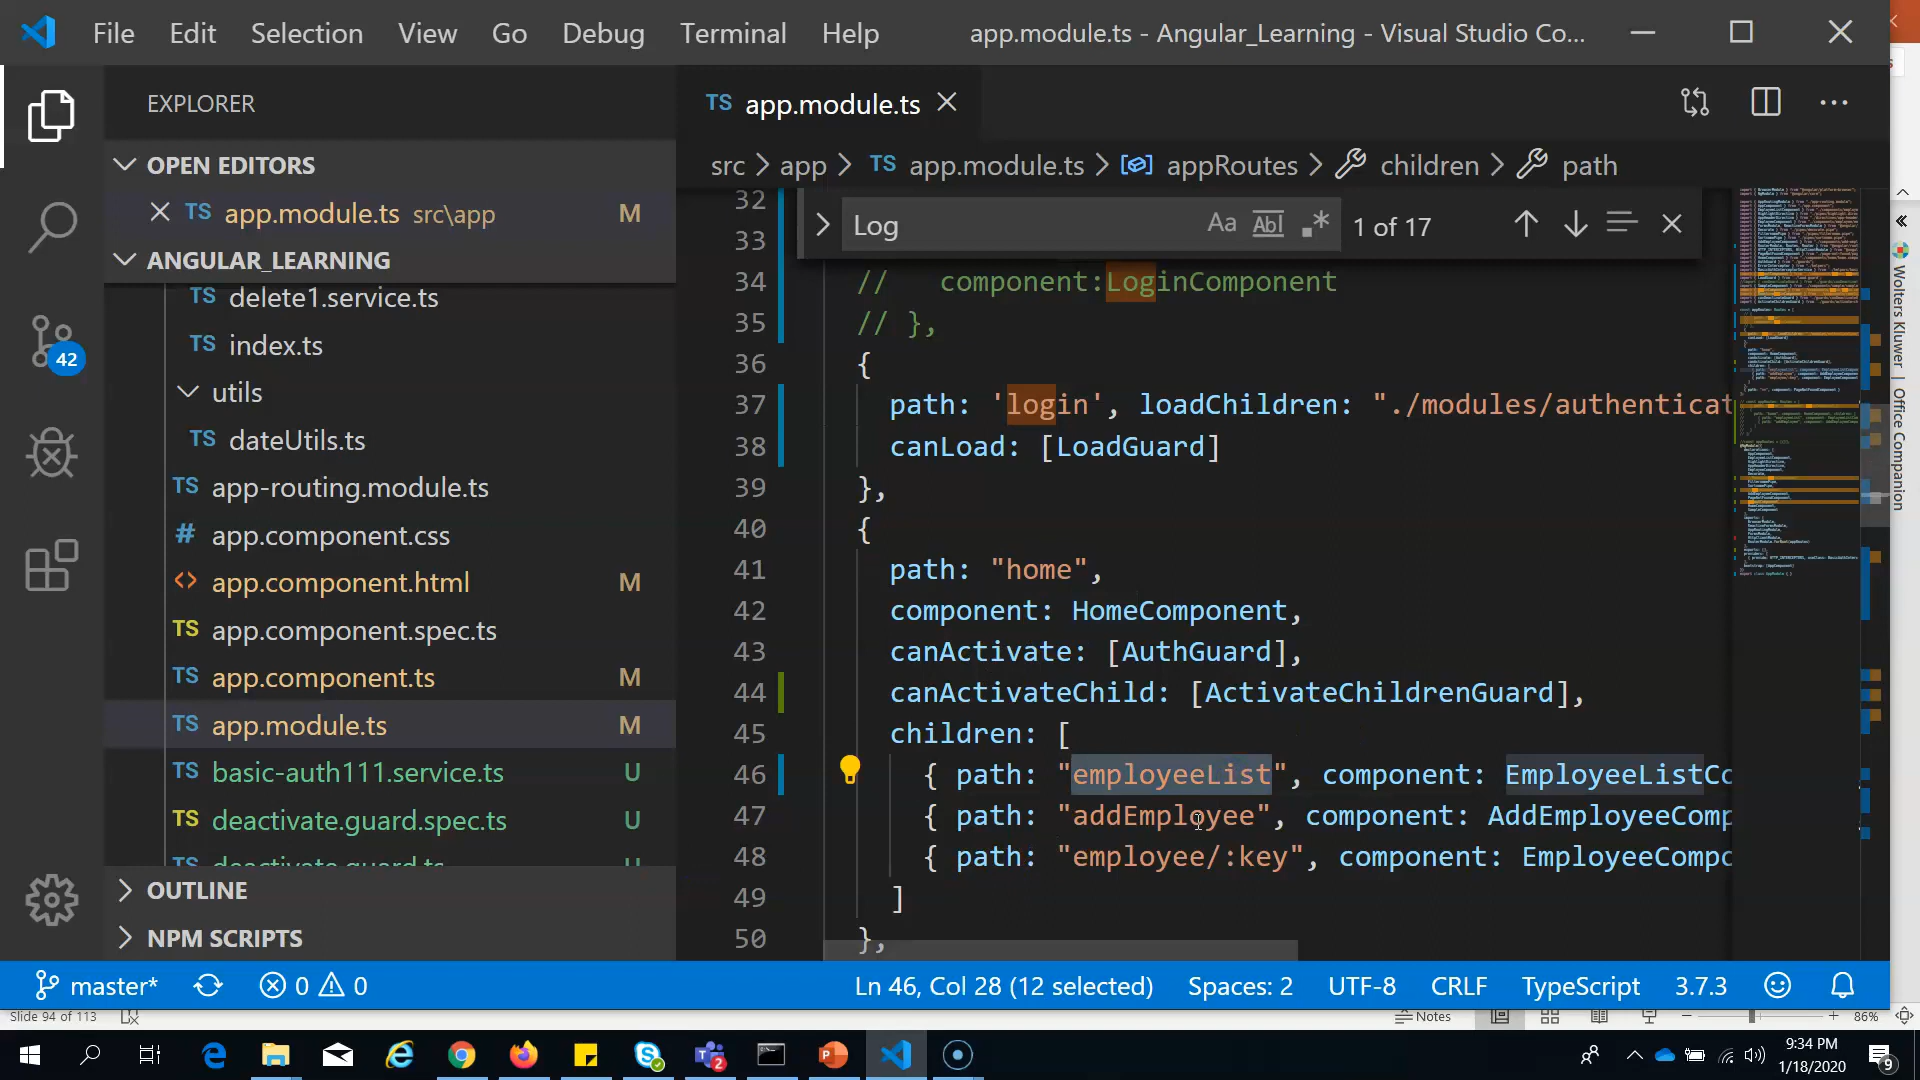 File Edit Selection View Go Debug Terminal Help app.module.ts - Angular_Learning - Visual Studio Co...
EXPLORER
OPEN EDITORS
TS app.module.ts src\app M
ANGULAR_LEARNING
TS delete1.service.ts
TS index.ts
utils
TS dateUtils.ts
TS app-routing.module.ts
# app.component.css
<> app.component.html M
TS app.component.spec.ts
TS app.component.ts M
TS app.module.ts M
TS basic-auth111.service.ts U
TS deactivate.guard.spec.ts U
deactivate.guard.ts U
OUTLINE
NPM SCRIPTS
42
TS app.module.ts
src > app > TS app.module.ts > appRoutes > children > path
Log Aa Abl .* 1 of 17
32
33
34 // component:LoginComponent
35 // },
36 {
37 path: 'login', loadChildren: "./modules/authenticat
38 canLoad: [LoadGuard]
39 },
40 {
41 path: "home",
42 component: HomeComponent,
43 canActivate: [AuthGuard],
44 canActivateChild: [ActivateChildrenGuard],
45 children: [
46 { path: "employeeList", component: EmployeeListCo
47 { path: "addEmployee", component: AddEmployeeComp
48 { path: "employee/:key", component: EmployeeCompo
49 ]
50 },
Wolters Kluwer | Office Companion
master* 0 0 Ln 46, Col 28 (12 selected) Spaces: 2 UTF-8 CRLF TypeScript 3.7.3
Slide 94 of 113 Notes 86%
2
9:34 PM
1/18/2020
9